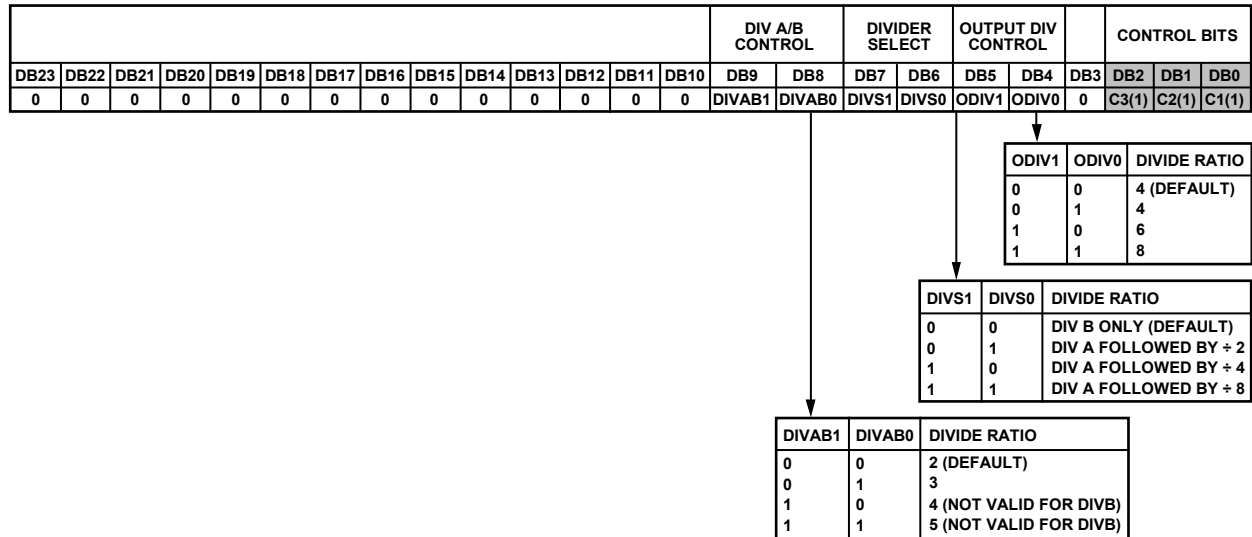 DIV A/B CONTROL DIVIDER SELECT OUTPUT DIV CONTROL CONTROL BITS
DB23 DB22 DB21 DB20 DB19 DB18 DB17 DB16 DB15 DB14 DB13 DB12 DB11 DB10 DB9 DB8 DB7 DB6 DB5 DB4 DB3 DB2 DB1 DB0
0 0 0 0 0 0 0 0 0 0 0 0 0 0 DIVAB1 DIVAB0 DIVS1 DIVS0 ODIV1 ODIV0 0 C3(1) C2(1) C1(1)
ODIV1 ODIV0 DIVIDE RATIO
0 0 4 (DEFAULT)
0 1 4
1 0 6
1 1 8
DIVS1 DIVS0 DIVIDE RATIO
0 0 DIV B ONLY (DEFAULT)
0 1 DIV A FOLLOWED BY ÷ 2
1 0 DIV A FOLLOWED BY ÷ 4
1 1 DIV A FOLLOWED BY ÷ 8
DIVAB1 DIVAB0 DIVIDE RATIO
0 0 2 (DEFAULT)
0 1 3
1 0 4 (NOT VALID FOR DIVB)
1 1 5 (NOT VALID FOR DIVB)